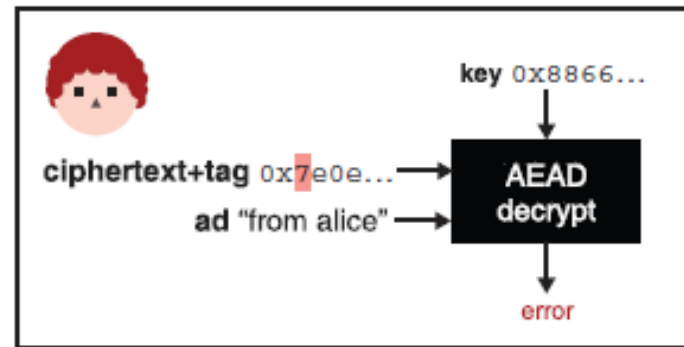 key 0x8866...
ciphertext+tag 0x7e0e...
AEAD
decrypt
ad “from alice”
error